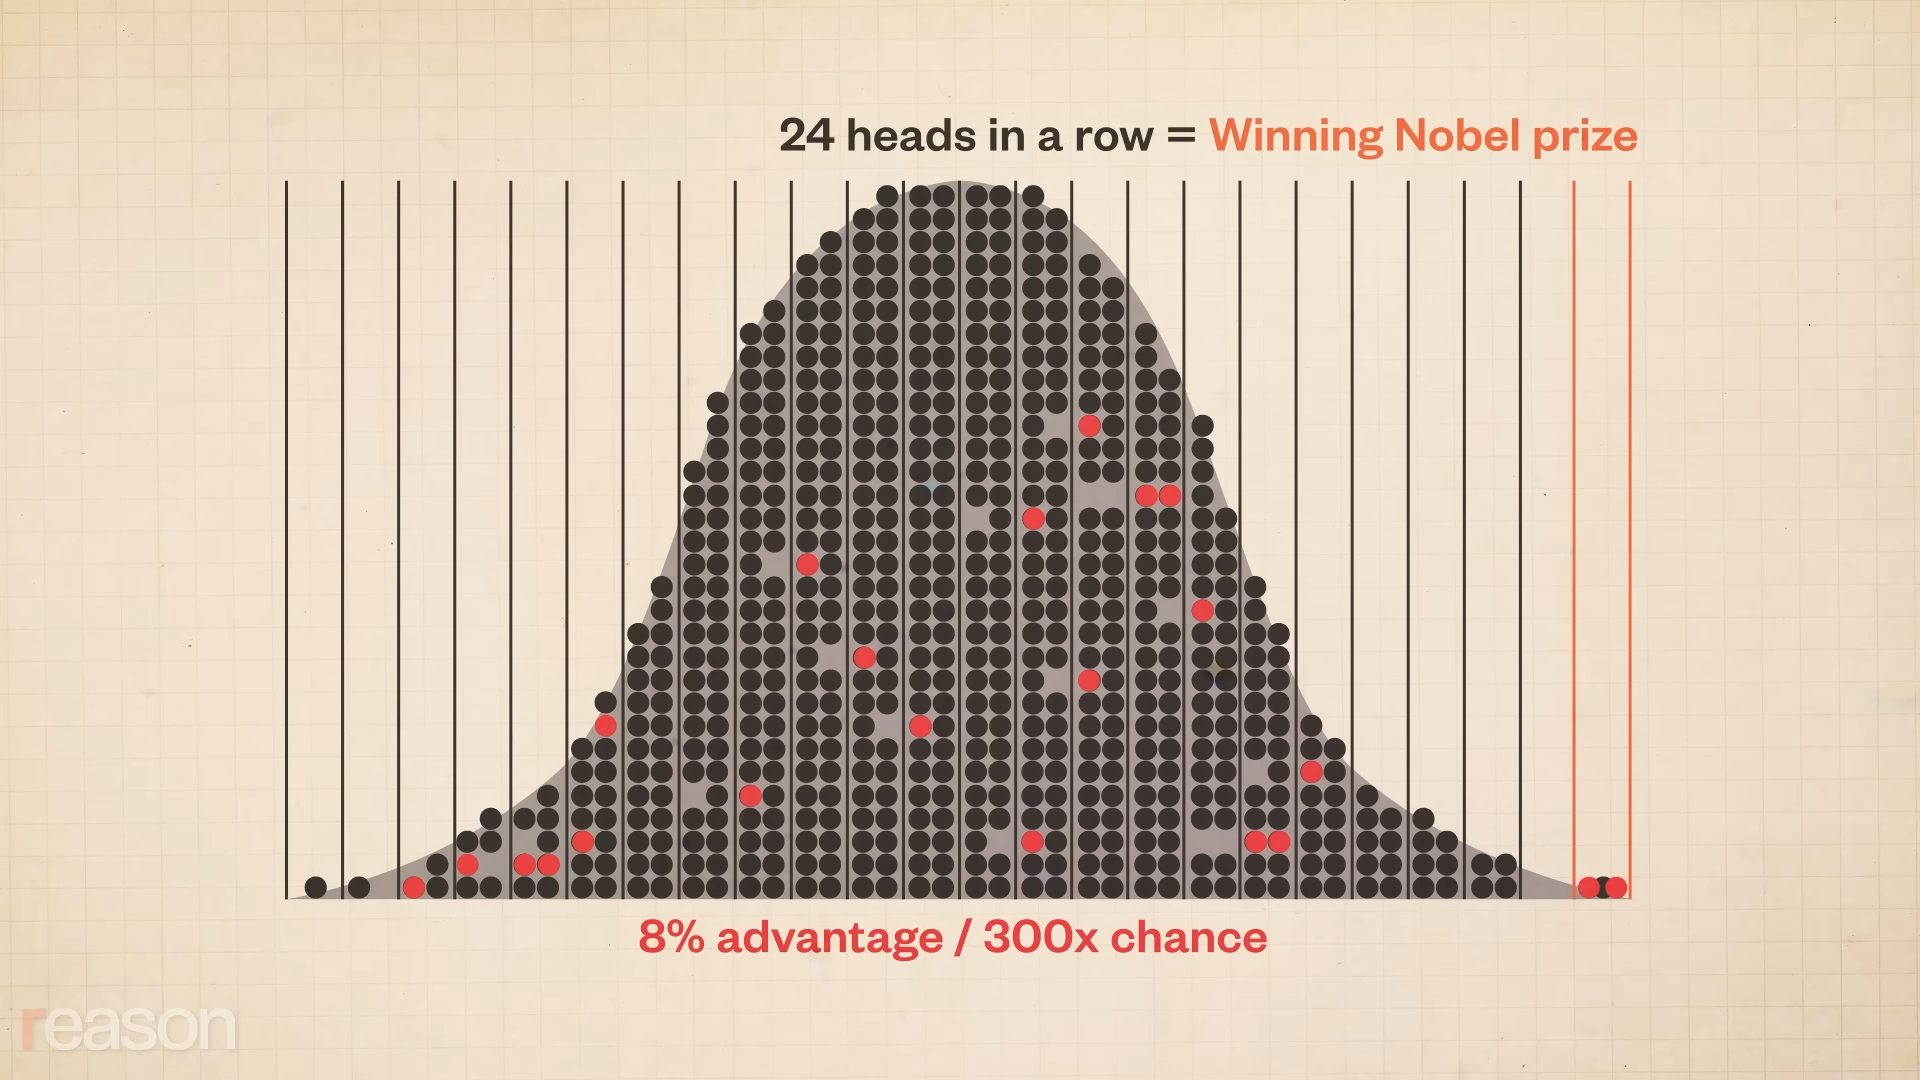 24 heads in a row = Winning Nobel prize
8% advantage / 300x chance
reason